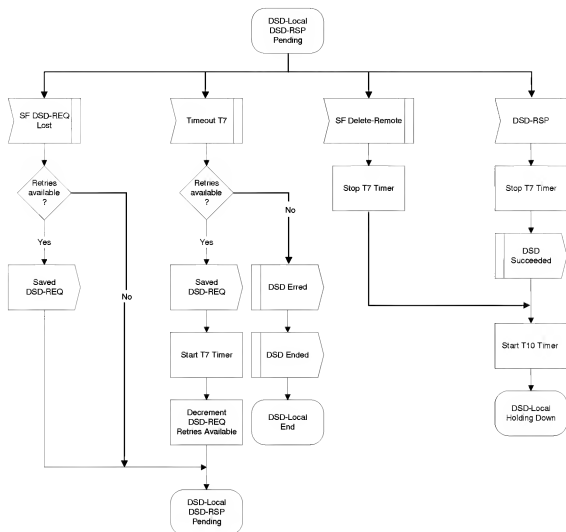 DSD-Local
DSD-RSP
Pending
SF DSD-REQ
Lost
Timeout T7
SF Delete-Remote
DSD-RSP
Retries
available
?
Retries
available
?
Stop T7 Timer
Stop T7 Timer
No
Yes
Yes
DSD
Succeeded
Saved
DSD-REQ
No
Saved
DSD-REQ
DSD Erred
Start T7 Timer
DSD Ended
Start T10 Timer
Decrement
DSD-REQ
Retries Available
DSD-Local
End
DSD-Local
Holding Down
DSD-Local
DSD-RSP
Pending